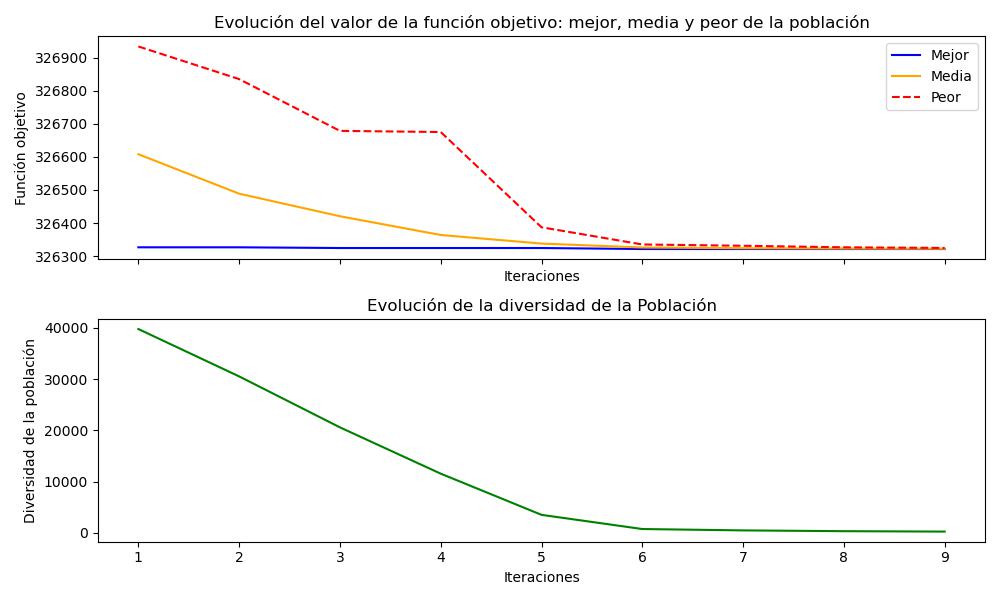 Evolución del valor de la función objetivo: mejor, media y peor de la población
Función objetivo
326900
326800
326700
326600
326500
326400
326300
Mejor
Media
Peor
Iteraciones
Evolución de la diversidad de la Población
Diversidad de la población
40000
30000
20000
10000
0
1 2 3 4 5 6 7 8 9
Iteraciones